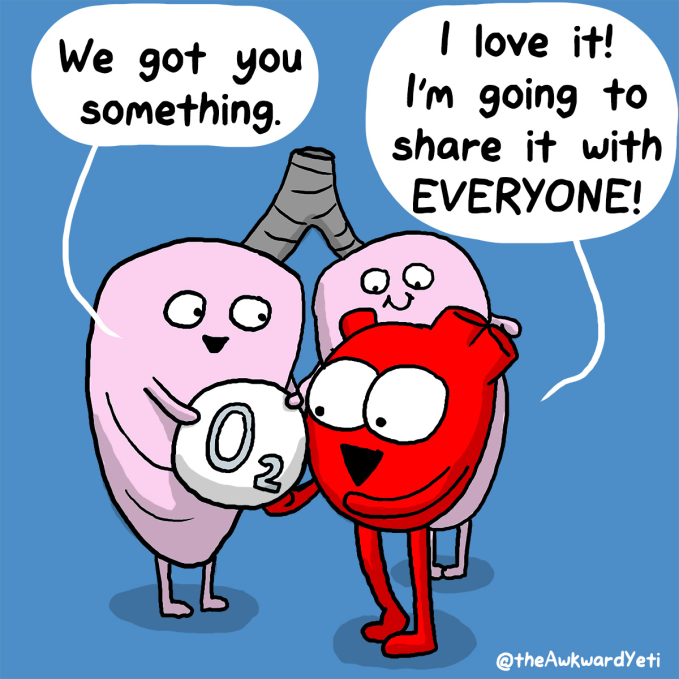 We got you
something.
I love it!
I'm going to
share it with
EVERYONE!
O2
@theAwkwardYeti